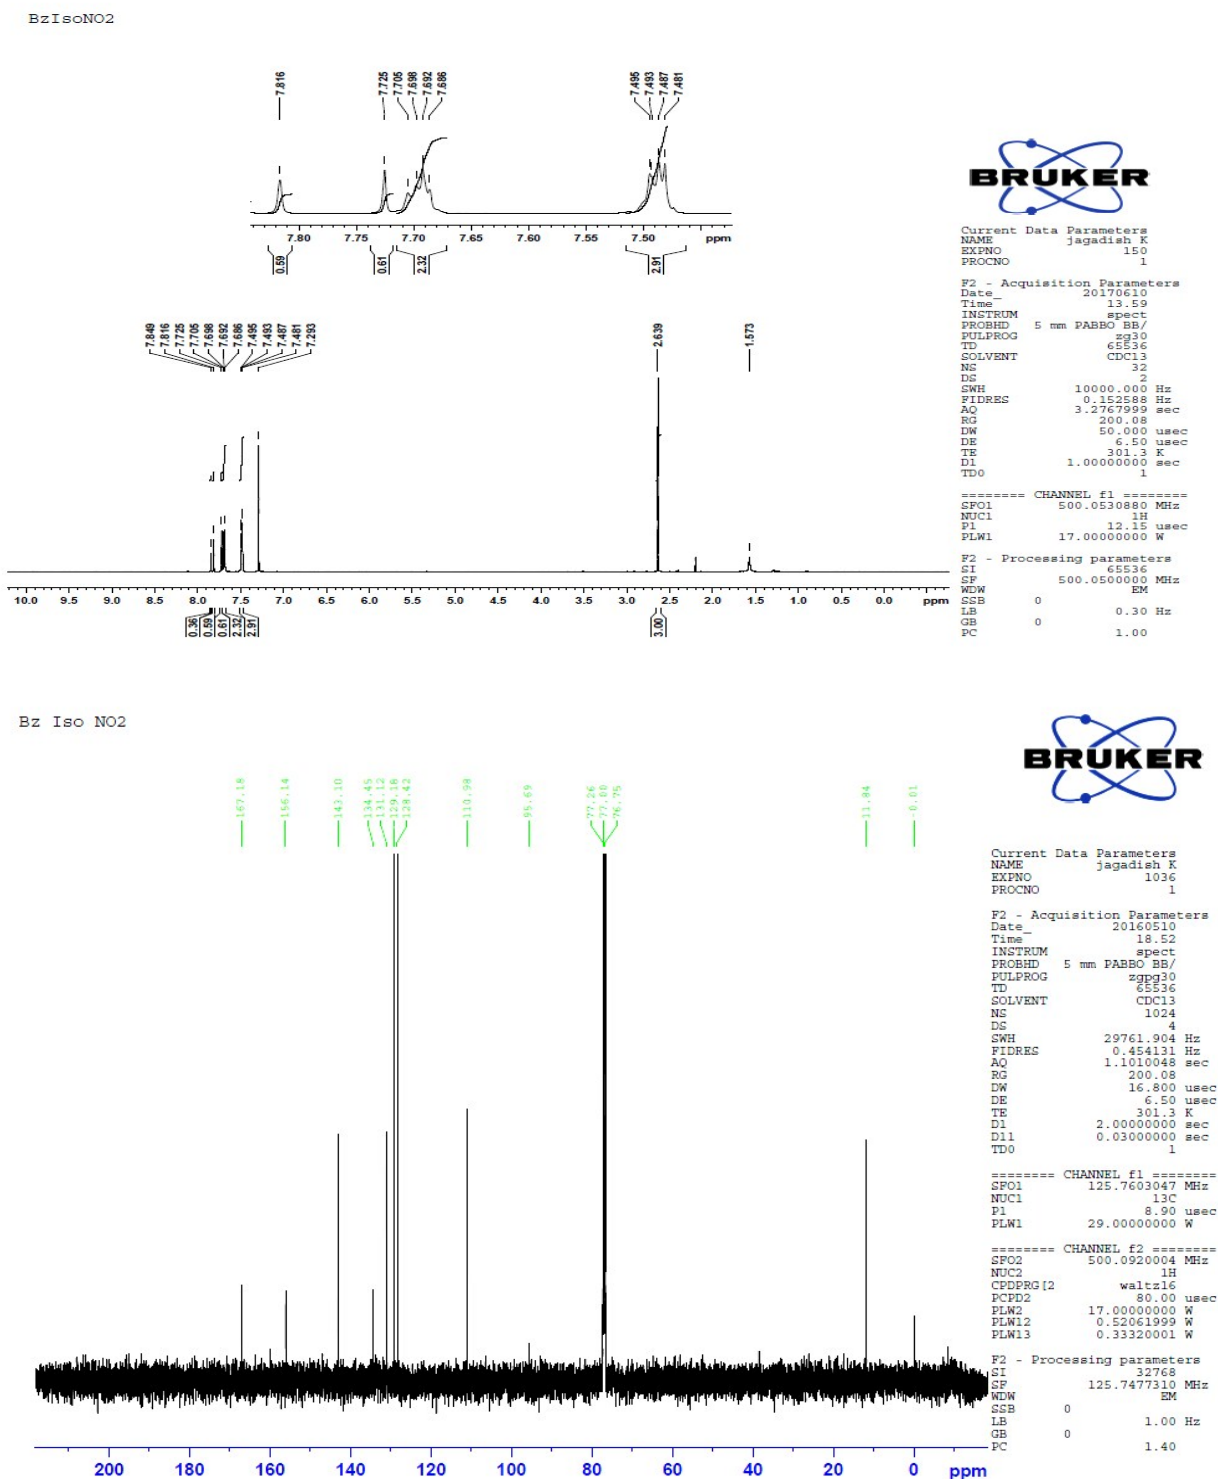 BzIsoNO2
7.816
7.725
7.705
7.698
7.692
7.686
7.495
7.493
7.487
7.481
7.80 7.75 7.70 7.65 7.60 7.55 7.50 ppm
0.59 0.61 2.32 2.91
7.849
7.816
7.725
7.705
7.698
7.692
7.686
7.495
7.493
7.487
7.481
7.293
2.639
1.573
10.0 9.5 9.0 8.5 8.0 7.5 7.0 6.5 6.0 5.5 5.0 4.5 4.0 3.5 3.0 2.5 2.0 1.5 1.0 0.5 0.0 ppm
0.36 0.59 0.61 2.32 2.91 3.00
BRUKER
Current Data Parameters
NAME jagadish K
EXPNO 150
PROCNO 1
F2 - Acquisition Parameters
Date_ 20170610
Time 13.59
INSTRUM spect
PROBHD 5 mm PABBO BB/
PULPROG zg30
TD 65536
SOLVENT CDCl3
NS 32
DS 2
SWH 10000.000 Hz
FIDRES 0.152588 Hz
AQ 3.2767999 sec
RG 200.08
DW 50.000 usec
DE 6.50 usec
TE 301.3 K
D1 1.00000000 sec
TD0 1
======== CHANNEL f1 ========
SFO1 500.0530880 MHz
NUC1 1H
P1 12.15 usec
PLW1 17.00000000 W
F2 - Processing parameters
SI 65536
SF 500.0500000 MHz
WDW EM
SSB 0
LB 0.30 Hz
GB 0
PC 1.00
Bz Iso NO2
167.18
156.14
143.10
134.45
131.12
129.18
128.42
110.98
95.69
77.26
77.00
76.75
11.84
-0.01
200 180 160 140 120 100 80 60 40 20 0 ppm
BRUKER
Current Data Parameters
NAME jagadish K
EXPNO 1036
PROCNO 1
F2 - Acquisition Parameters
Date_ 20160510
Time 18.52
INSTRUM spect
PROBHD 5 mm PABBO BB/
PULPROG zgpg30
TD 65536
SOLVENT CDCl3
NS 1024
DS 4
SWH 29761.904 Hz
FIDRES 0.454131 Hz
AQ 1.1010048 sec
RG 200.08
DW 16.800 usec
DE 6.50 usec
TE 301.3 K
D1 2.00000000 sec
D11 0.03000000 sec
TD0 1
======== CHANNEL f1 ========
SFO1 125.7603047 MHz
NUC1 13C
P1 8.90 usec
PLW1 29.00000000 W
======== CHANNEL f2 ========
SFO2 500.0920004 MHz
NUC2 1H
CPDPRG[2 waltz16
PCPD2 80.00 usec
PLW2 17.00000000 W
PLW12 0.52061999 W
PLW13 0.33320001 W
F2 - Processing parameters
SI 32768
SF 125.7477310 MHz
WDW EM
SSB 0
LB 1.00 Hz
GB 0
PC 1.40